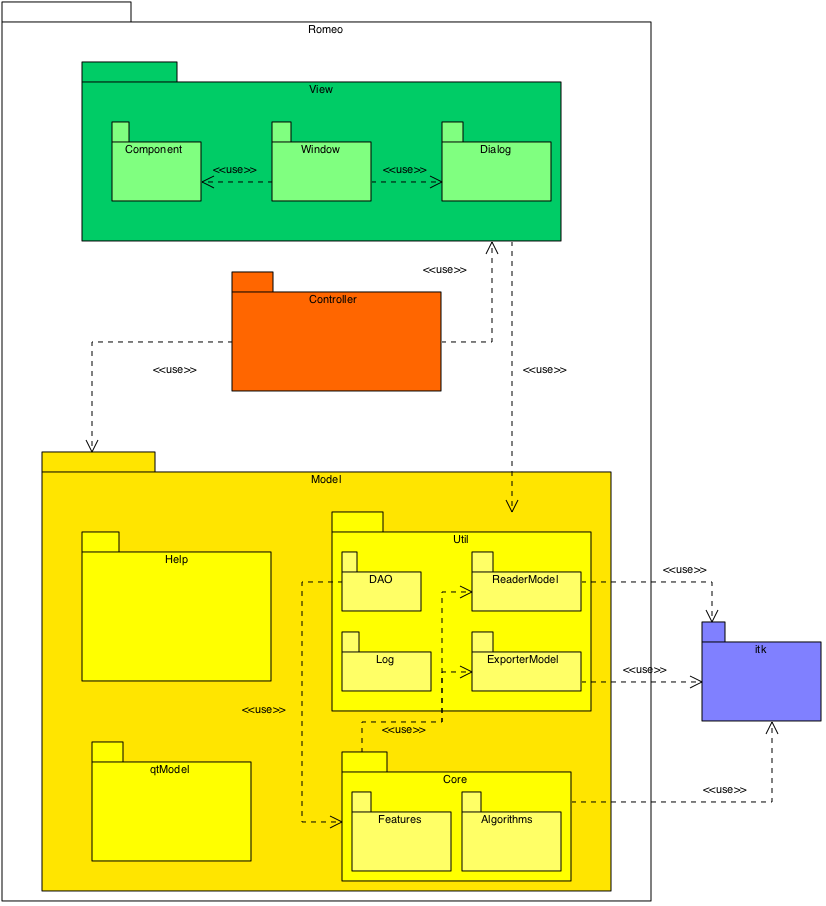 Romeo
View
Component
<<use>>
Window
<<use>>
Dialog
<<use>>
Controller
<<use>>
<<use>>
Model
Util
Help
DAO
ReaderModel
<<use>>
Log
ExporterModel
<<use>>
itk
<<use>>
<<use>>
qtModel
Core
<<use>>
Features
Algorithms